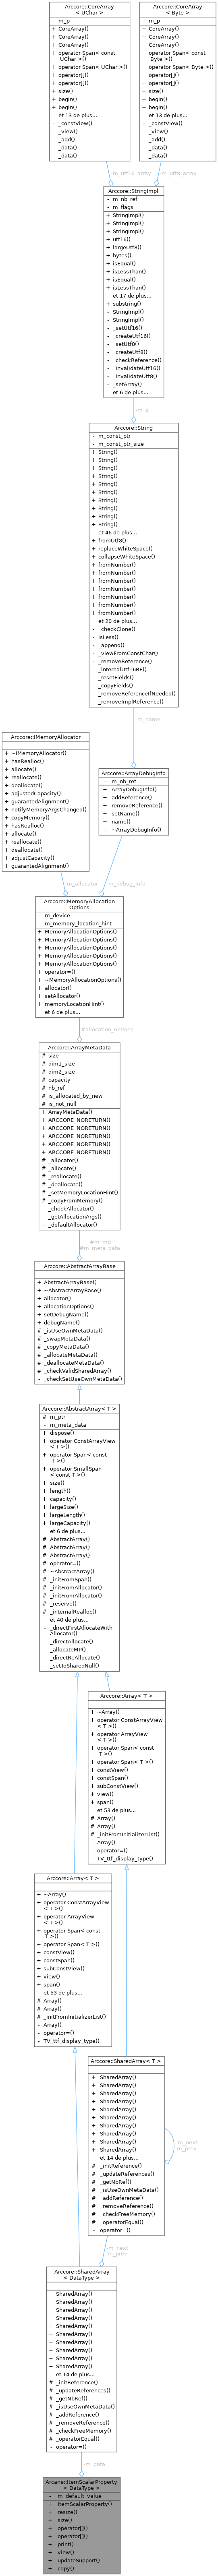 Arccore::CoreArray
< UChar >
- m_p
+ CoreArray()
+ CoreArray()
+ CoreArray()
+ operator Span< const
UChar >()
+ operator Span< UChar >()
+ operator[]()
+ operator[]()
+ size()
+ begin()
+ begin()
et 13 de plus...
- _constView()
- _view()
- _add()
- _data()
- _data()
Arccore::CoreArray
< Byte >
- m_p
+ CoreArray()
+ CoreArray()
+ CoreArray()
+ operator Span< const
Byte >()
+ operator Span< Byte >()
+ operator[]()
+ operator[]()
+ size()
+ begin()
+ begin()
et 13 de plus...
- _constView()
- _view()
- _add()
- _data()
- _data()
-m_utf16_array
-m_utf8_array
Arccore::StringImpl
- m_nb_ref
- m_flags
+ StringImpl()
+ StringImpl()
+ StringImpl()
+ utf16()
+ largeUtf8()
+ bytes()
+ isEqual()
+ isLessThan()
+ isEqual()
+ isLessThan()
et 17 de plus...
+ substring()
- StringImpl()
- StringImpl()
- _setUtf16()
- _createUtf16()
- _setUtf8()
- _createUtf8()
- _checkReference()
- _invalidateUtf16()
- _invalidateUtf8()
- _setArray()
et 6 de plus...
-m_p
Arccore::String
- m_const_ptr
- m_const_ptr_size
+ String()
+ String()
+ String()
+ String()
+ String()
+ String()
+ String()
+ String()
+ String()
+ String()
et 46 de plus...
+ fromUtf8()
+ replaceWhiteSpace()
+ collapseWhiteSpace()
+ fromNumber()
+ fromNumber()
+ fromNumber()
+ fromNumber()
+ fromNumber()
+ fromNumber()
+ fromNumber()
et 20 de plus...
- _checkClone()
- isLess()
- _append()
- _viewFromConstChar()
- _removeReference()
- _internalUtf16BE()
- _resetFields()
- _copyFields()
- _removeReferenceIfNeeded()
- _removeImplReference()
-m_name
Arccore::IMemoryAllocator
+ ~IMemoryAllocator()
+ hasRealloc()
+ allocate()
+ reallocate()
+ deallocate()
+ adjustedCapacity()
+ guarantedAlignment()
+ notifyMemoryArgsChanged()
+ copyMemory()
+ hasRealloc()
+ allocate()
+ reallocate()
+ deallocate()
+ adjustCapacity()
+ guarantedAlignment()
Arccore::ArrayDebugInfo
- m_nb_ref
+ ArrayDebugInfo()
+ addReference()
+ removeReference()
+ setName()
+ name()
- ~ArrayDebugInfo()
-m_allocator
-m_debug_info
Arccore::MemoryAllocation
Options
- m_device
- m_memory_location_hint
+ MemoryAllocationOptions()
+ MemoryAllocationOptions()
+ MemoryAllocationOptions()
+ MemoryAllocationOptions()
+ MemoryAllocationOptions()
+ operator=()
+ ~MemoryAllocationOptions()
+ allocator()
+ setAllocator()
+ memoryLocationHint()
et 6 de plus...
#allocation_options
Arccore::ArrayMetaData
# size
# dim1_size
# dim2_size
# capacity
# nb_ref
# is_allocated_by_new
# is_not_null
+ ArrayMetaData()
+ ARCCORE_NORETURN()
+ ARCCORE_NORETURN()
+ ARCCORE_NORETURN()
+ ARCCORE_NORETURN()
+ ARCCORE_NORETURN()
# _allocator()
# _allocate()
# _reallocate()
# _deallocate()
# _setMemoryLocationHint()
# _copyFromMemory()
- _checkAllocator()
- _getAllocationArgs()
- _defaultAllocator()
#m_md
#m_meta_data
Arccore::AbstractArrayBase
+ AbstractArrayBase()
+ ~AbstractArrayBase()
+ allocator()
+ allocationOptions()
+ setDebugName()
+ debugName()
# _isUseOwnMetaData()
# _swapMetaData()
# _copyMetaData()
# _allocateMetaData()
# _deallocateMetaData()
# _checkValidSharedArray()
- _checkSetUseOwnMetaData()
Arccore::AbstractArray< T >
# m_ptr
- m_meta_data
+ dispose()
+ operator ConstArrayView
< T >()
+ operator Span< const
T >()
+ operator SmallSpan
< const T >()
+ size()
+ length()
+ capacity()
+ largeSize()
+ largeLength()
+ largeCapacity()
et 6 de plus...
# AbstractArray()
# AbstractArray()
# AbstractArray()
# operator=()
# ~AbstractArray()
# _initFromSpan()
# _initFromAllocator()
# _initFromAllocator()
# _reserve()
# _internalRealloc()
et 40 de plus...
- _directFirstAllocateWith
Allocator()
- _directAllocate()
- _allocateMP()
- _directReAllocate()
- _setToSharedNull()
Arccore::Array< T >
+ ~Array()
+ operator ConstArrayView
< T >()
+ operator ArrayView
< T >()
+ operator Span< const
T >()
+ operator Span< T >()
+ constView()
+ constSpan()
+ subConstView()
+ view()
+ span()
et 53 de plus...
# Array()
# Array()
# _initFromInitializerList()
- Array()
- operator=()
- TV_ttf_display_type()
Arccore::Array< T >
+ ~Array()
+ operator ConstArrayView
< T >()
+ operator ArrayView
< T >()
+ operator Span< const
T >()
+ operator Span< T >()
+ constView()
+ constSpan()
+ subConstView()
+ view()
+ span()
et 53 de plus...
# Array()
# Array()
# _initFromInitializerList()
- Array()
- operator=()
- TV_ttf_display_type()
Arccore::SharedArray< T >
+ SharedArray()
+ SharedArray()
+ SharedArray()
+ SharedArray()
+ SharedArray()
+ SharedArray()
+ SharedArray()
+ SharedArray()
+ SharedArray()
+ SharedArray()
et 14 de plus...
# _initReference()
# _updateReferences()
# _getNbRef()
# _isUseOwnMetaData()
# _addReference()
# _removeReference()
# _checkFreeMemory()
# _operatorEqual()
- operator=()
-m_next
-m_prev
-m_next
-m_prev
Arccore::SharedArray
< DataType >
+ SharedArray()
+ SharedArray()
+ SharedArray()
+ SharedArray()
+ SharedArray()
+ SharedArray()
+ SharedArray()
+ SharedArray()
+ SharedArray()
+ SharedArray()
et 14 de plus...
# _initReference()
# _updateReferences()
# _getNbRef()
# _isUseOwnMetaData()
# _addReference()
# _removeReference()
# _checkFreeMemory()
# _operatorEqual()
- operator=()
-m_data
Arcane::ItemScalarProperty
< DataType >
- m_default_value
+ ItemScalarProperty()
+ resize()
+ size()
+ operator[]()
+ operator[]()
+ print()
+ view()
+ updateSupport()
+ copy()